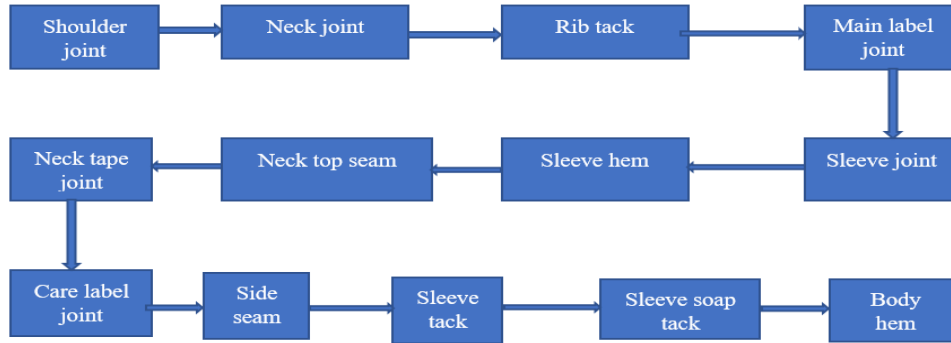 Shoulder
joint
Neck joint
Rib tack
Main label
joint
Sleeve joint
Sleeve hem
Neck top seam
Neck tape
joint
Care label
joint
Side
seam
Sleeve
tack
Sleeve soap
tack
Body
hem